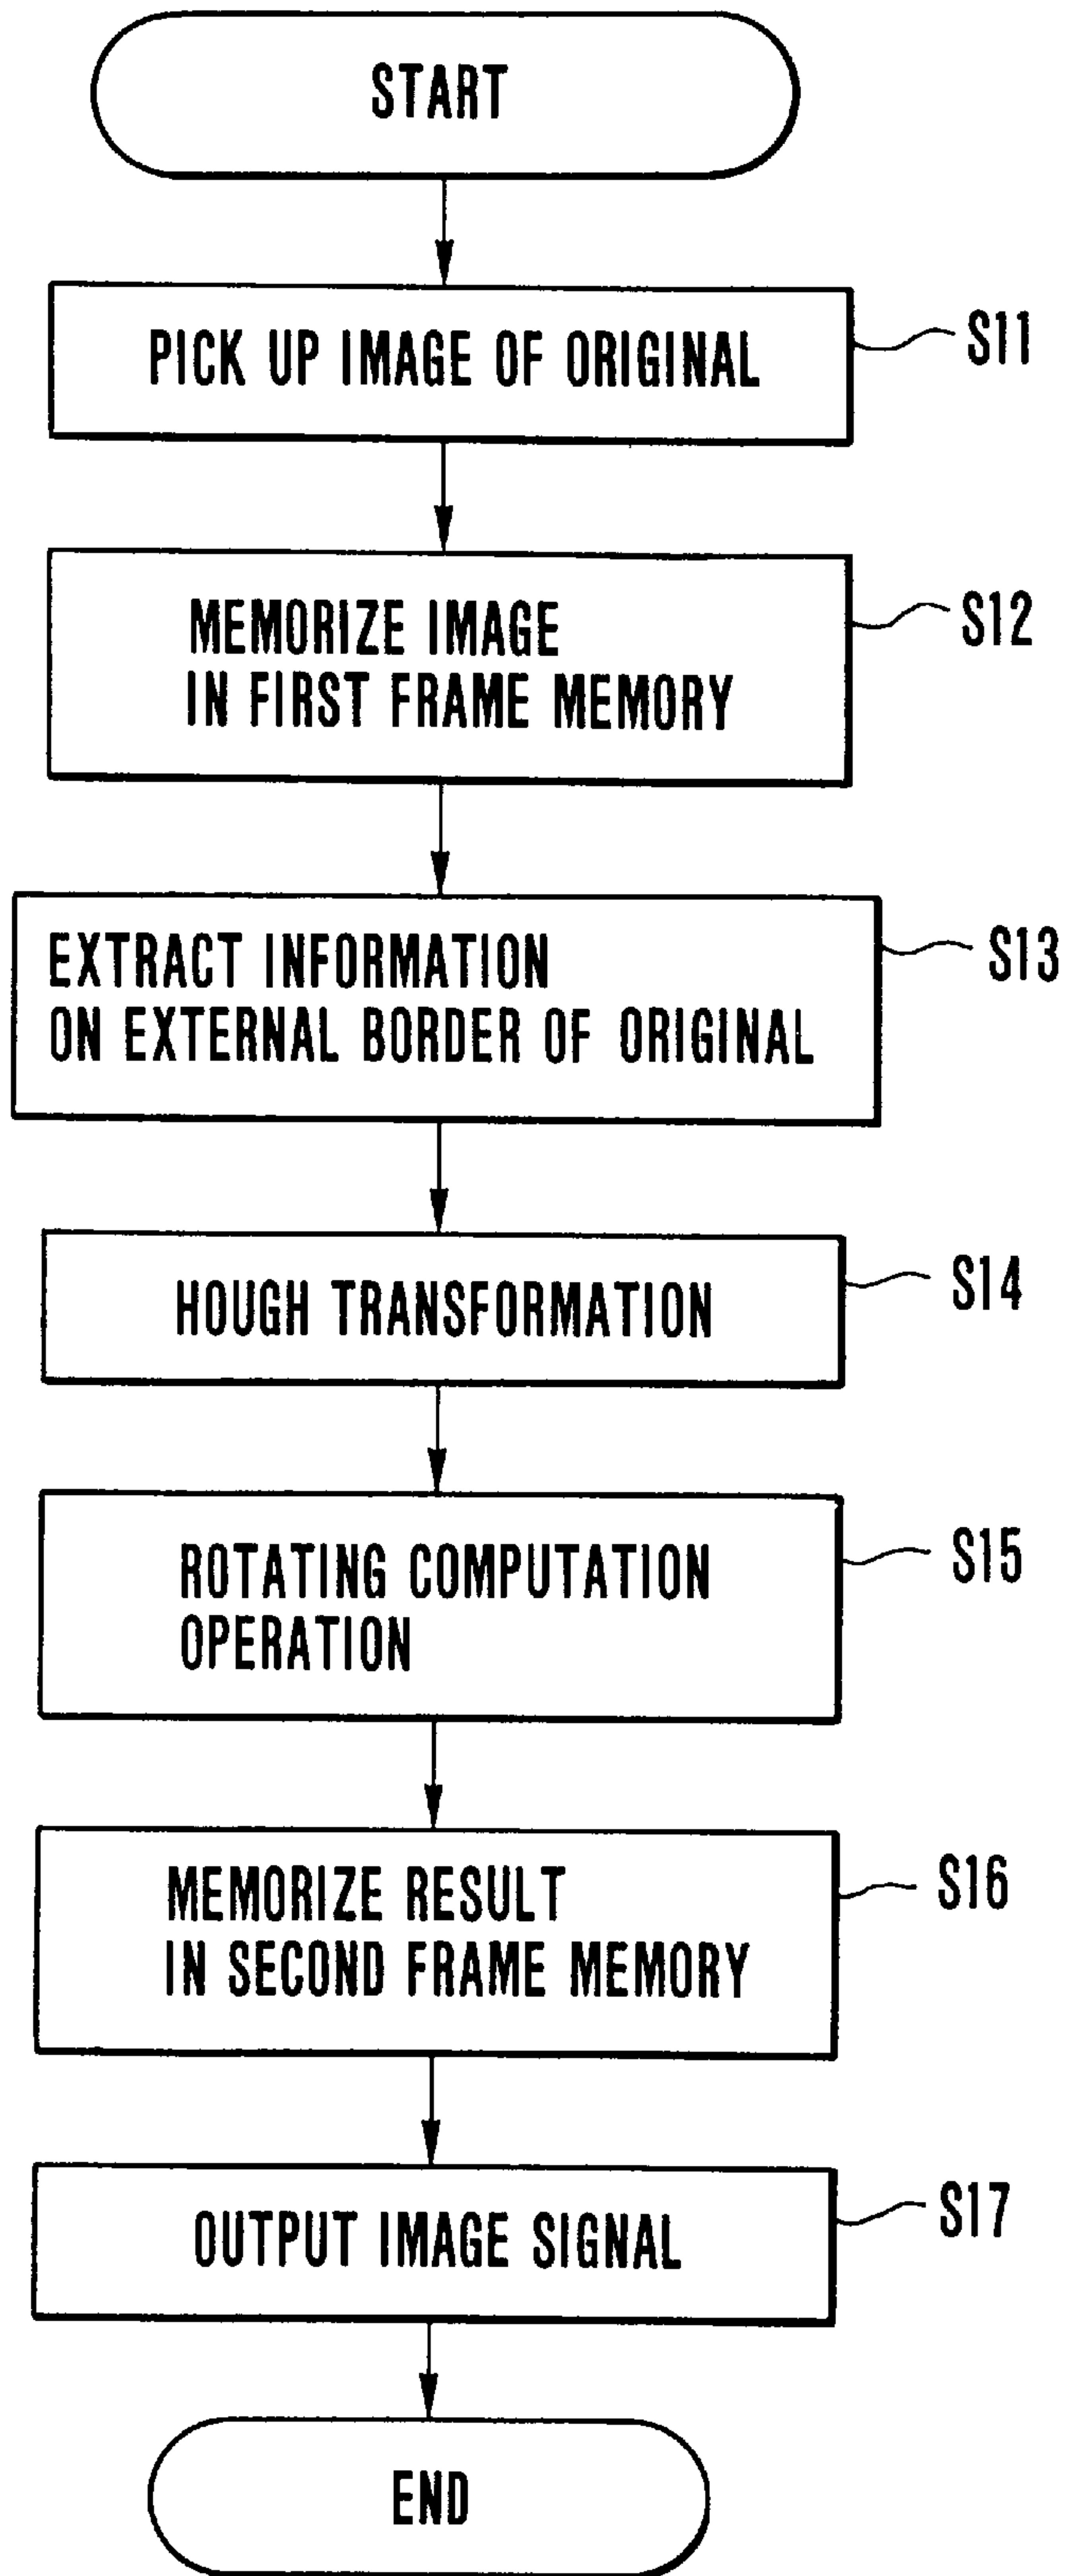 START
PICK UP IMAGE OF ORIGINAL
S11
MEMORIZE IMAGE
IN FIRST FRAME MEMORY
S12
EXTRACT INFORMATION
ON EXTERNAL BORDER OF ORIGINAL
S13
HOUGH TRANSFORMATION
S14
ROTATING COMPUTATION
OPERATION
S15
MEMORIZE RESULT
IN SECOND FRAME MEMORY
S16
OUTPUT IMAGE SIGNAL
S17
END